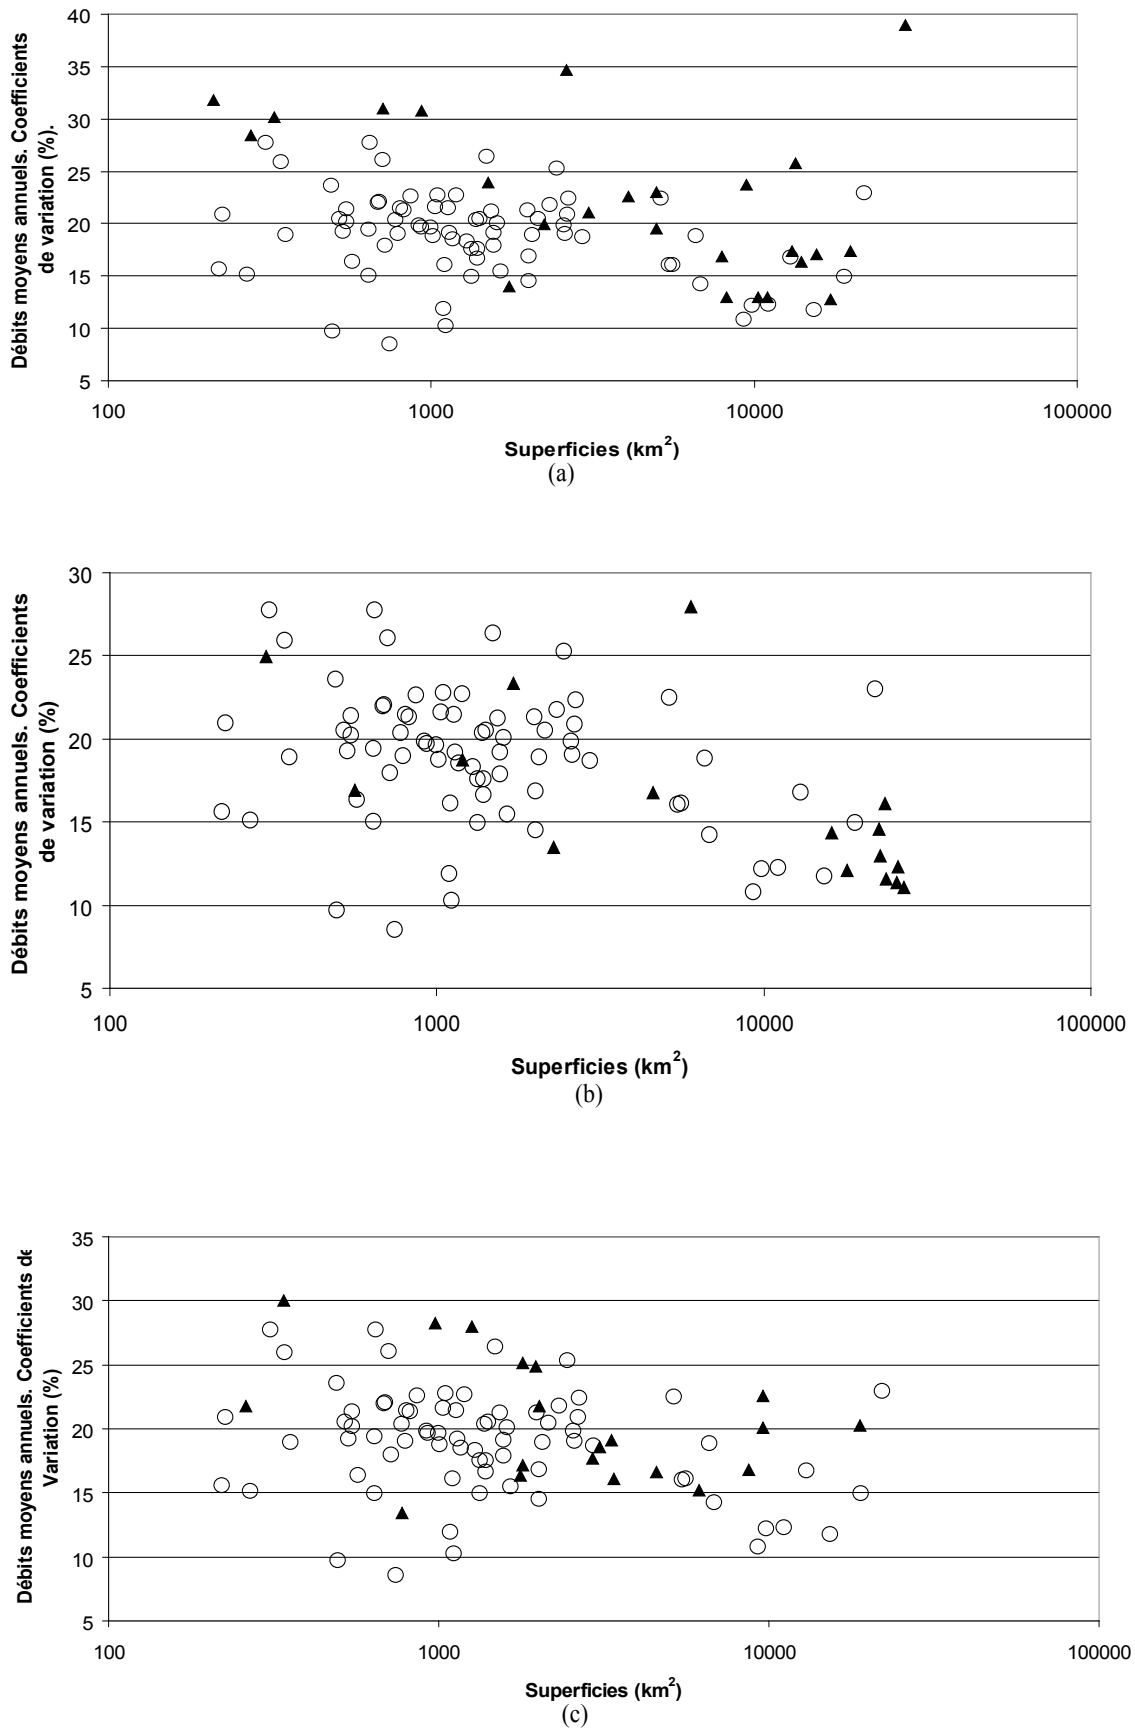 Débits moyens annuels. Coefficients
de variation (%).
40
35
30
25
20
15
10
5
100
1000
10000
100000
Superficies (km²)
(a)
Débits moyens annuels. Coefficients
de variation (%)
30
25
20
15
10
5
100
1000
10000
100000
Superficies (km²)
(b)
Débits moyens annuels. Coefficients de
Variation (%)
35
30
25
20
15
10
5
100
1000
10000
100000
Superficies (km²)
(c)